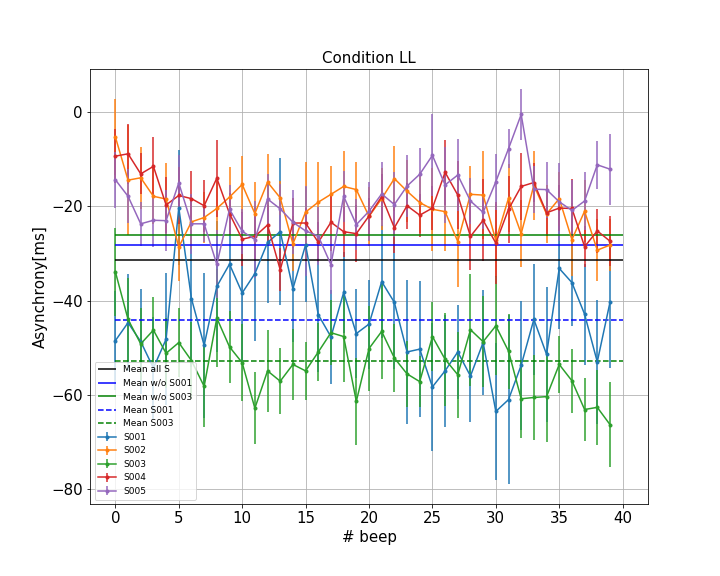 Condition LL
Asynchrony[ms]
0
−20
−40
−60
−80
Mean all S
Mean w/o S001
Mean w/o S003
Mean S001
Mean S003
S001
S002
S003
S004
S005
0 5 10 15 20 25 30 35 40
# beep